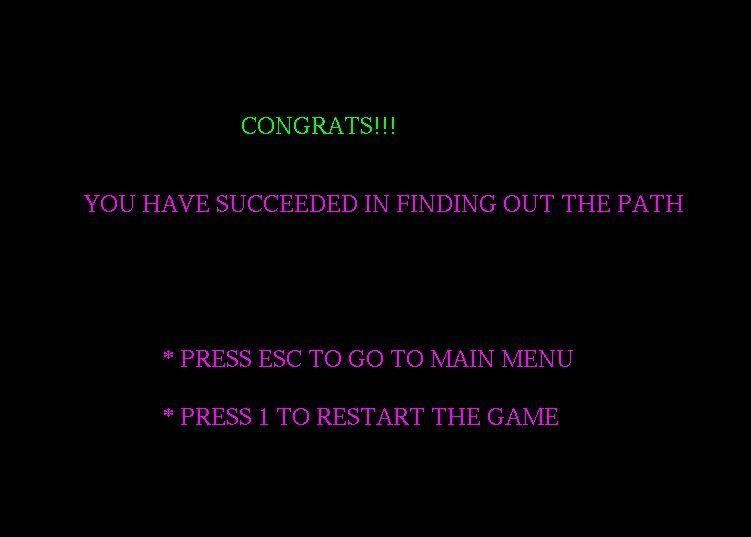 CONGRATS!!!
YOU HAVE SUCCEEDED IN FINDING OUT THE PATH
* PRESS ESC TO GO TO MAIN MENU
* PRESS 1 TO RESTART THE GAME